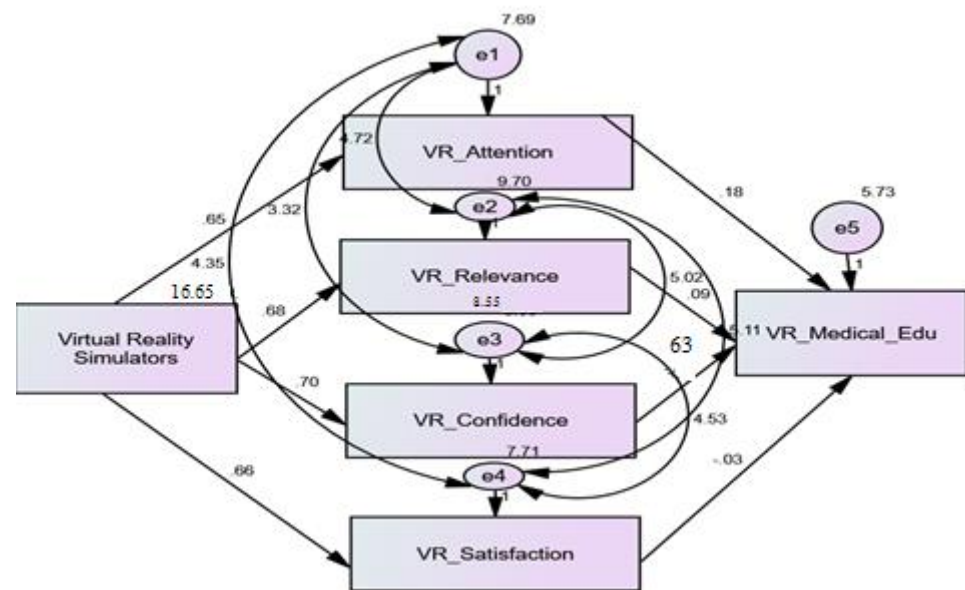 7.69
e1
1
4.72
VR_Attention
9.70
.18
5.73
e2
1
e5
.65
3.32
1
4.35
VR_Relevance
5.02
16.65
.09
8.55
.68
Virtual Reality
Simulators
e3
63
5.11
VR_Medical_Edu
1
.70
VR_Confidence
4.53
7.71
-.03
.66
e4
1
VR_Satisfaction